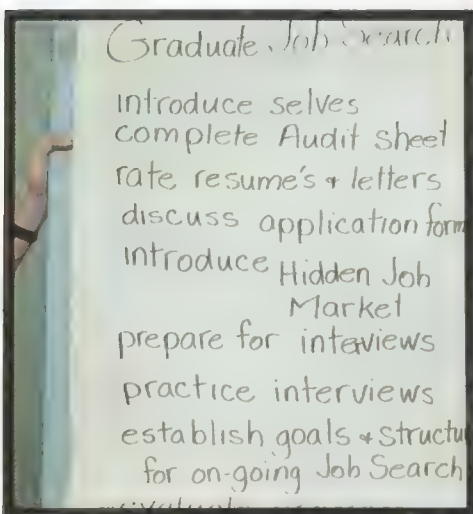 Graduate Job Search
introduce selves
complete Audit sheet
rate resume's & letters
discuss application form
introduce Hidden Job
Market
prepare for interviews
practice interviews
establish goals & structu
for on-going Job Search